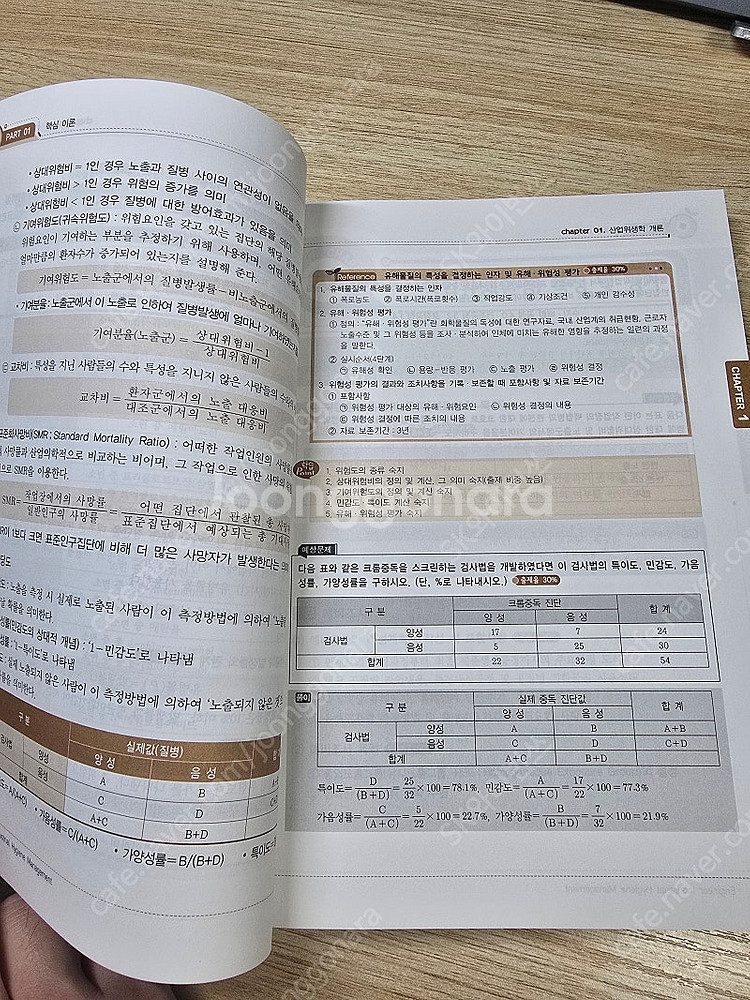 PART 01
핵심 이론
• 상대위험비 = 1인 경우 노출과 질병 사이의 연관성이 없음을
• 상대위험비 > 1인 경우 위험의 증가를 의미
• 상대위험비 < 1인 경우 질병에 대한 방어효과가 있음을 의미
기여위험도(귀속위험도) : 위험요인을 갖고 있는 집단의 해당
위험요인이 기여하는 부분을 추정하기 위해 사용하며, 어떤
얼마만큼의 환자수가 증가되어 있는지를 설명해 준다.
기여위험도 = 노출군에서의 질병발생률 − 비노출군에서의
• 기여분율 : 노출군에서 이 노출로 인하여 질병발생에 얼마나
기여분율(노출군) = 상대위험비−1 / 상대위험비
교차비 : 특성을 지닌 사람들의 수와 특성을 지니지 않은 사람들의
교차비 = 환자군에서의 노출 대응비 / 대조군에서의 노출 대응비
표준화사망비(SMR ; Standard Mortality Ratio) : 어떠한 작업인원의
사망률과 산업의학적으로 비교하는 비이며, 그 작업으로 인한
으로 SMR을 이용한다.
SMR = 작업장에서의 사망률 / 일반인구의 사망률 = 어떤 집단에서 관찰된 총 / 표준집단에서 예상되는 총
1보다 크면 표준인구집단에 비해 더 많은 사망자가 발생한다는
노출을 측정 시 실제로 노출된 사람이 이 측정방법에 의하여
확률을 의미한다.
(민감도의 상대적 개념) : '1−민감도'로 나타냄
: '1−특이도'로 나타냄
실제 노출되지 않은 사람이 이 측정방법에 의하여 '노출되지 않은
의미한다.
구 분 실제값(질병)
양 성 음 성
검사법 양성 A B
음성 C D
합계 A+C B+D
=A/(A+C) • 가음성률=C/(A+C)
• 가양성률=B/(B+D) • 특이도=
Hygiene Management
chapter 01. 산업위생학 개론
Reference 유해물질의 특성을 결정하는 인자 및 유해 · 위험성 평가 출제율 30%
1. 유해물질의 특성을 결정하는 인자
① 폭로농도 ② 폭로시간(폭로횟수) ③ 작업강도 ④ 기상조건 ⑤ 개인 감수성
2. 유해 · 위험성 평가
① 정의 : "유해 · 위험성 평가"란 화학물질의 독성에 대한 연구자료, 국내 산업계의 취급현황, 근로자
노출수준 및 그 위험성 등을 조사 · 분석하여 인체에 미치는 유해한 영향을 추정하는 일련의 과정
을 말한다.
② 실시순서(4단계)
㉠ 유해성 확인 ㉡ 용량−반응 평가 ㉢ 노출 평가 ㉣ 위험성 결정
3. 위험성 평가의 결과와 조치사항을 기록 · 보존할 때 포함사항 및 자료 보존기간
① 포함사항
㉠ 위험성 평가 대상의 유해 · 위험요인 ㉡ 위험성 결정의 내용
㉢ 위험성 결정에 따른 조치의 내용
② 자료 보존기간 : 3년
CHAPTER 1
학습 Point
1. 위험도의 종류 숙지
2. 상대위험비의 정의 및 계산, 그 의미 숙지(출제 비중 높음)
3. 기여위험도의 정의 및 계산 숙지
4. 민감도, 특이도 계산 숙지
5. 유해 · 위험성 평가 숙지
joongonara
예상문제
다음 표와 같은 크롬중독을 스크린하는 검사법을 개발하였다면 이 검사법의 특이도, 민감도, 가음
성률, 가양성률을 구하시오. (단, %로 나타내시오.) 출제율 30%
구 분 크롬중독 진단 합 계
양 성 음 성
검사법 양성 17 7 24
음성 5 25 30
합계 22 32 54
풀이
구 분 실제 중독 진단값 합 계
양 성 음 성
검사법 양성 A B A+B
음성 C D C+D
합계 A+C B+D
특이도 = D/(B+D) = 25/32 ×100 = 78.1%, 민감도 = A/(A+C) = 17/22 ×100 = 77.3%
가음성률 = C/(A+C) = 5/22 ×100 = 22.7%, 가양성률 = B/(B+D) = 7/32 ×100 = 21.9%
cafe.naver.com/joonggonara